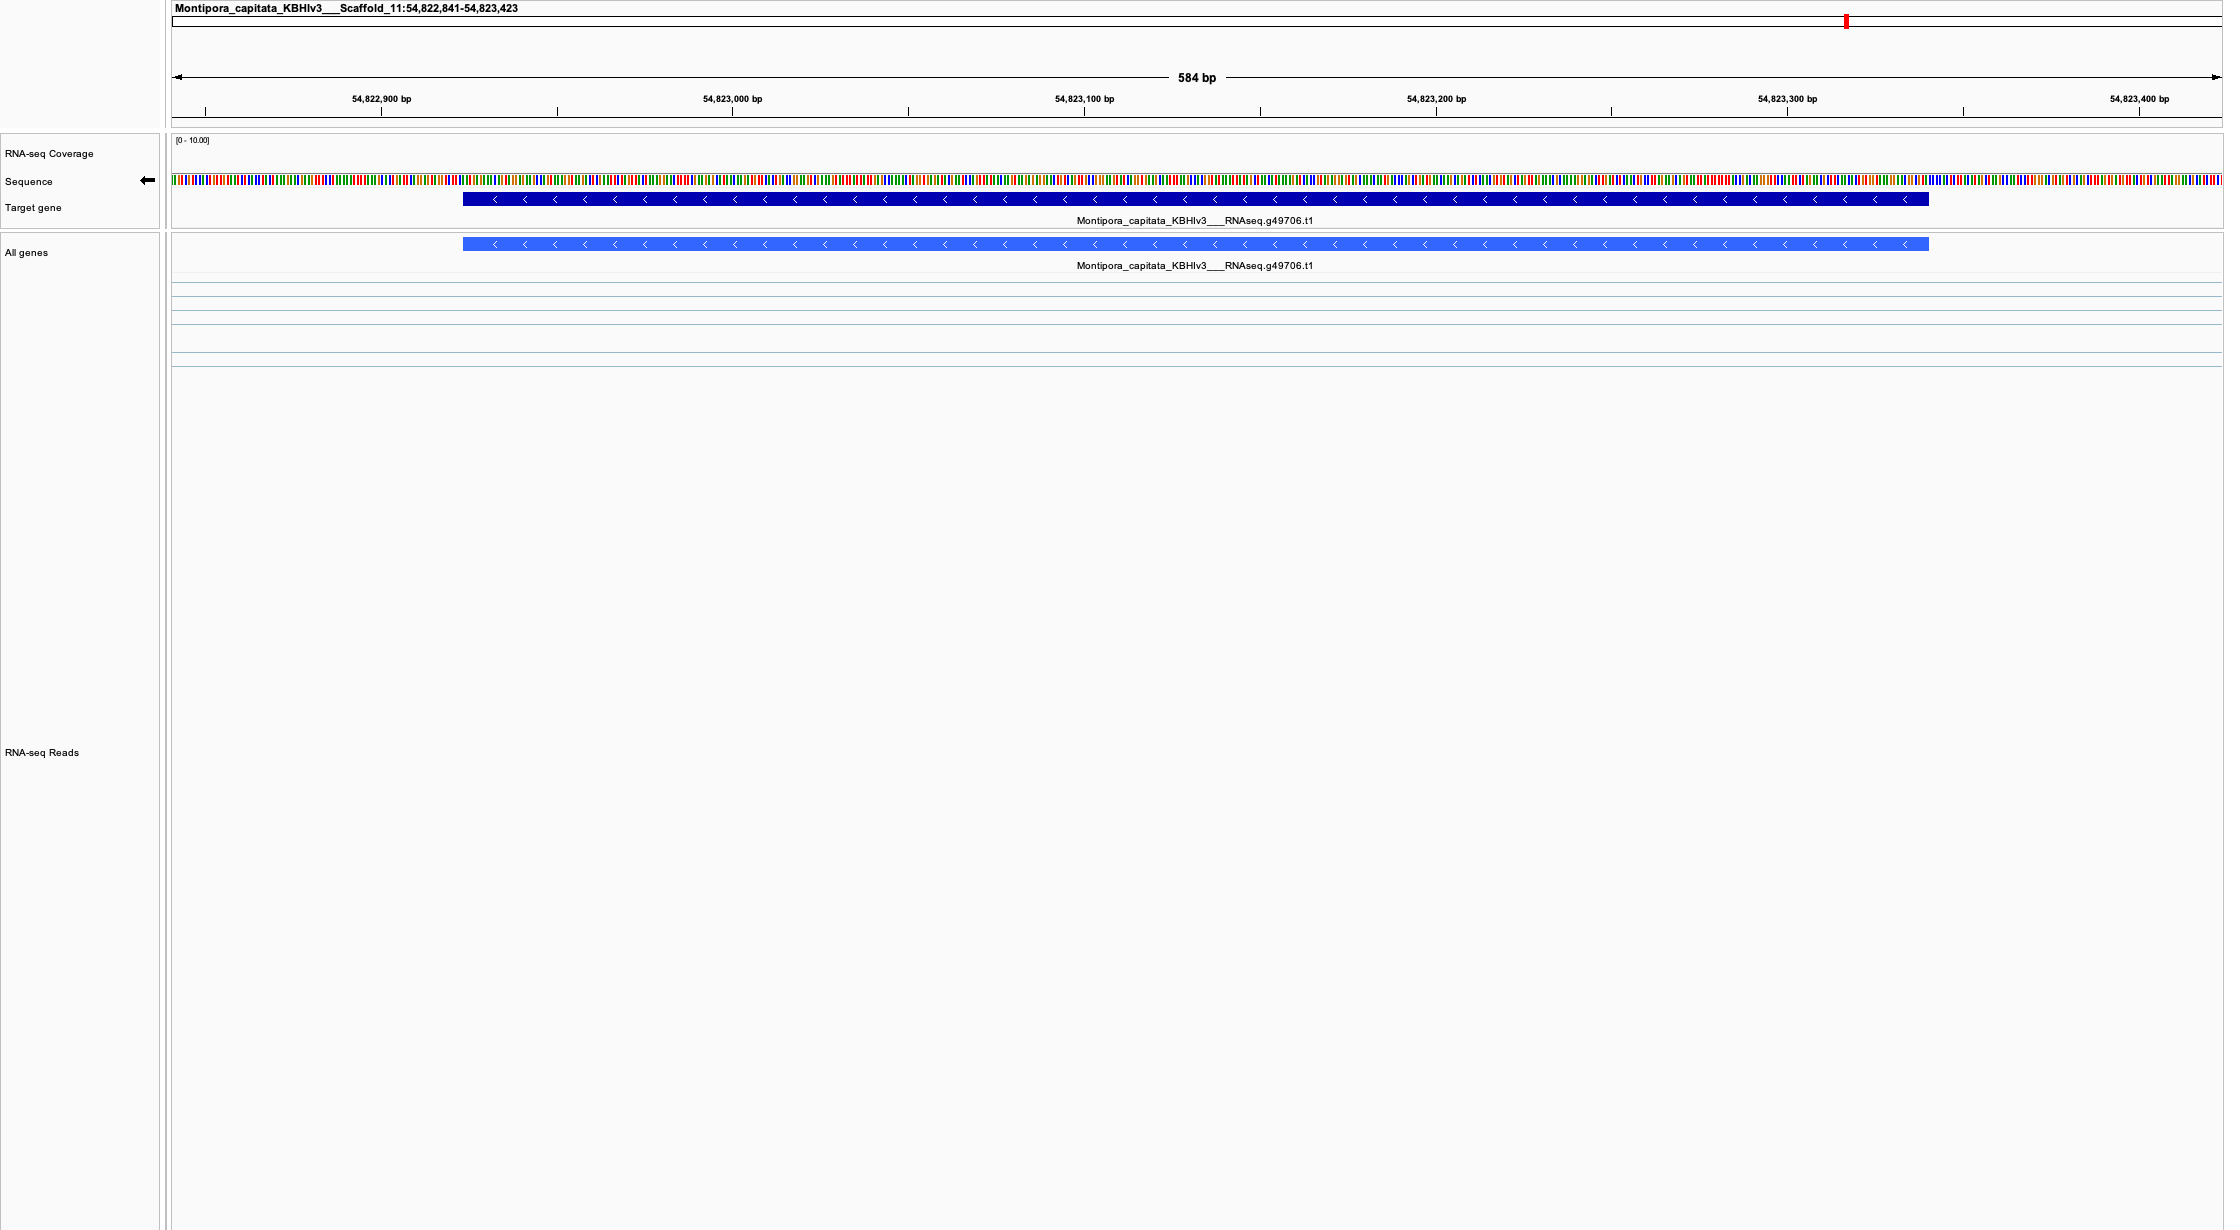 Montipora_capitata_KBHIv3___Scaffold_11:54,822,841-54,823,423
584 bp
54,822,900 bp 54,823,000 bp 54,823,100 bp 54,823,200 bp 54,823,300 bp 54,823,400 bp
[0 - 10.00]
RNA-seq Coverage
Sequence
Target gene
Montipora_capitata_KBHIv3___RNAseq.g49706.t1
All genes
Montipora_capitata_KBHIv3___RNAseq.g49706.t1
RNA-seq Reads